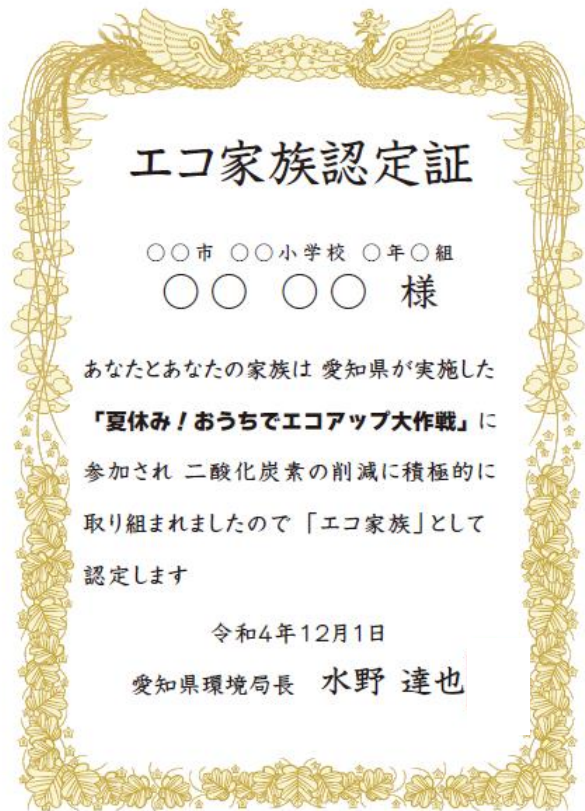 エコ家族認定証
○○市 ○○小学校 ○年○組
○○ ○○ 様
あなたとあなたの家族は 愛知県が実施した
「夏休み！おうちでエコアップ大作戦」に
参加され 二酸化炭素の削減に積極的に
取り組まれましたので 「エコ家族」として
認定します
令和4年12月1日
愛知県環境局長 水野 達也